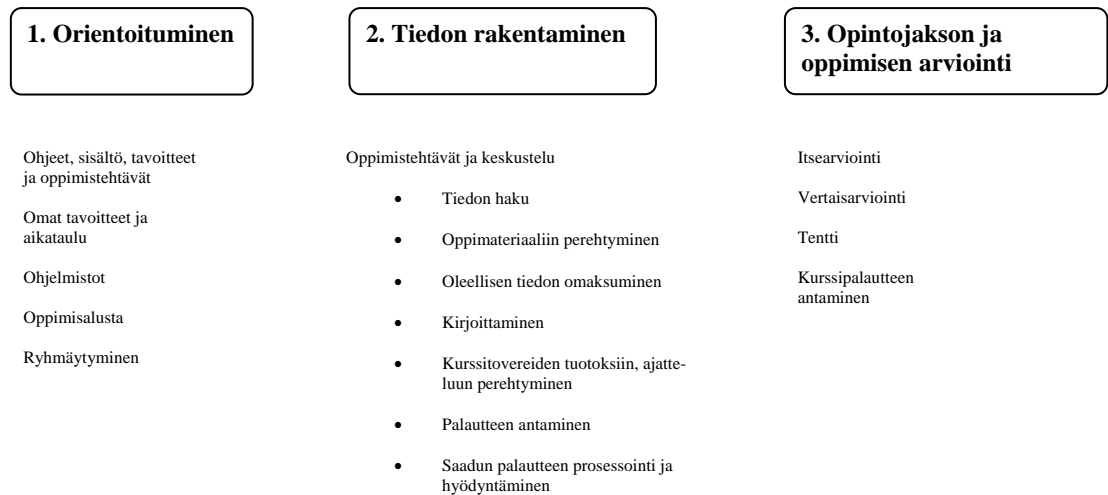 1. Orientoituminen
Ohjeet, sisältö, tavoitteet
ja oppimistehtävät
Omat tavoitteet ja
aikataulu
Ohjelmistot
Oppimisalusta
Ryhmäytyminen
2. Tiedon rakentaminen
Oppimistehtävät ja keskustelu
• Tiedon haku
• Oppimateriaaliin perehtyminen
• Oleellisen tiedon omaksuminen
• Kirjoittaminen
• Kurssitovereiden tuotoksiin, ajatte-
luun perehtyminen
• Palautteen antaminen
• Saadun palautteen prosessointi ja
hyödyntäminen
3. Opintojakson ja
oppimisen arviointi
Itsearviointi
Vertaisarviointi
Tentti
Kurssipalautteen
antaminen